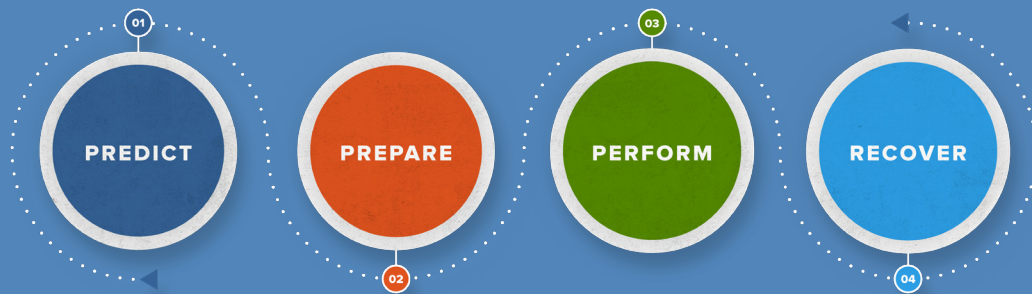 01
PREDICT
PREPARE
02
03
PERFORM
RECOVER
04